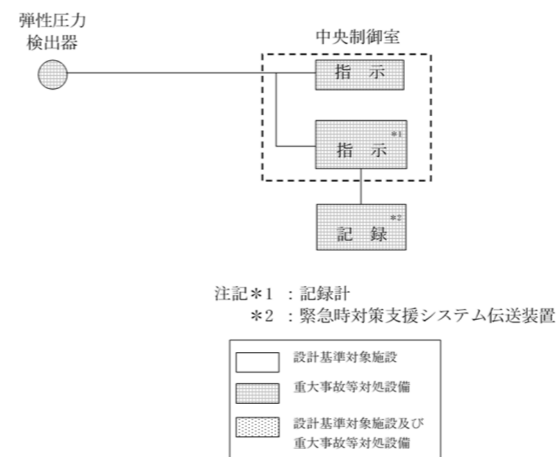 弾性圧力
検出器
中央制御室
指 示
指 示 *1
記 録 *2
注記*1 :記録計
*2 :緊急時対策支援システム伝送装置
設計基準対象施設
重大事故等対処設備
設計基準対象施設及び
重大事故等対処設備